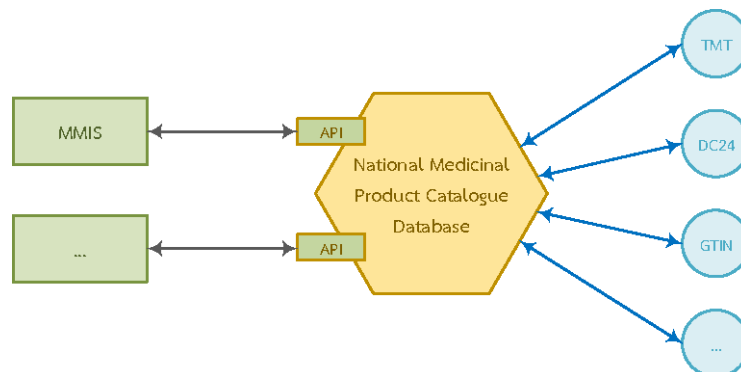 MMIS
...
API
API
National Medicinal
Product Catalogue
Database
TMT
DC24
GTIN
...